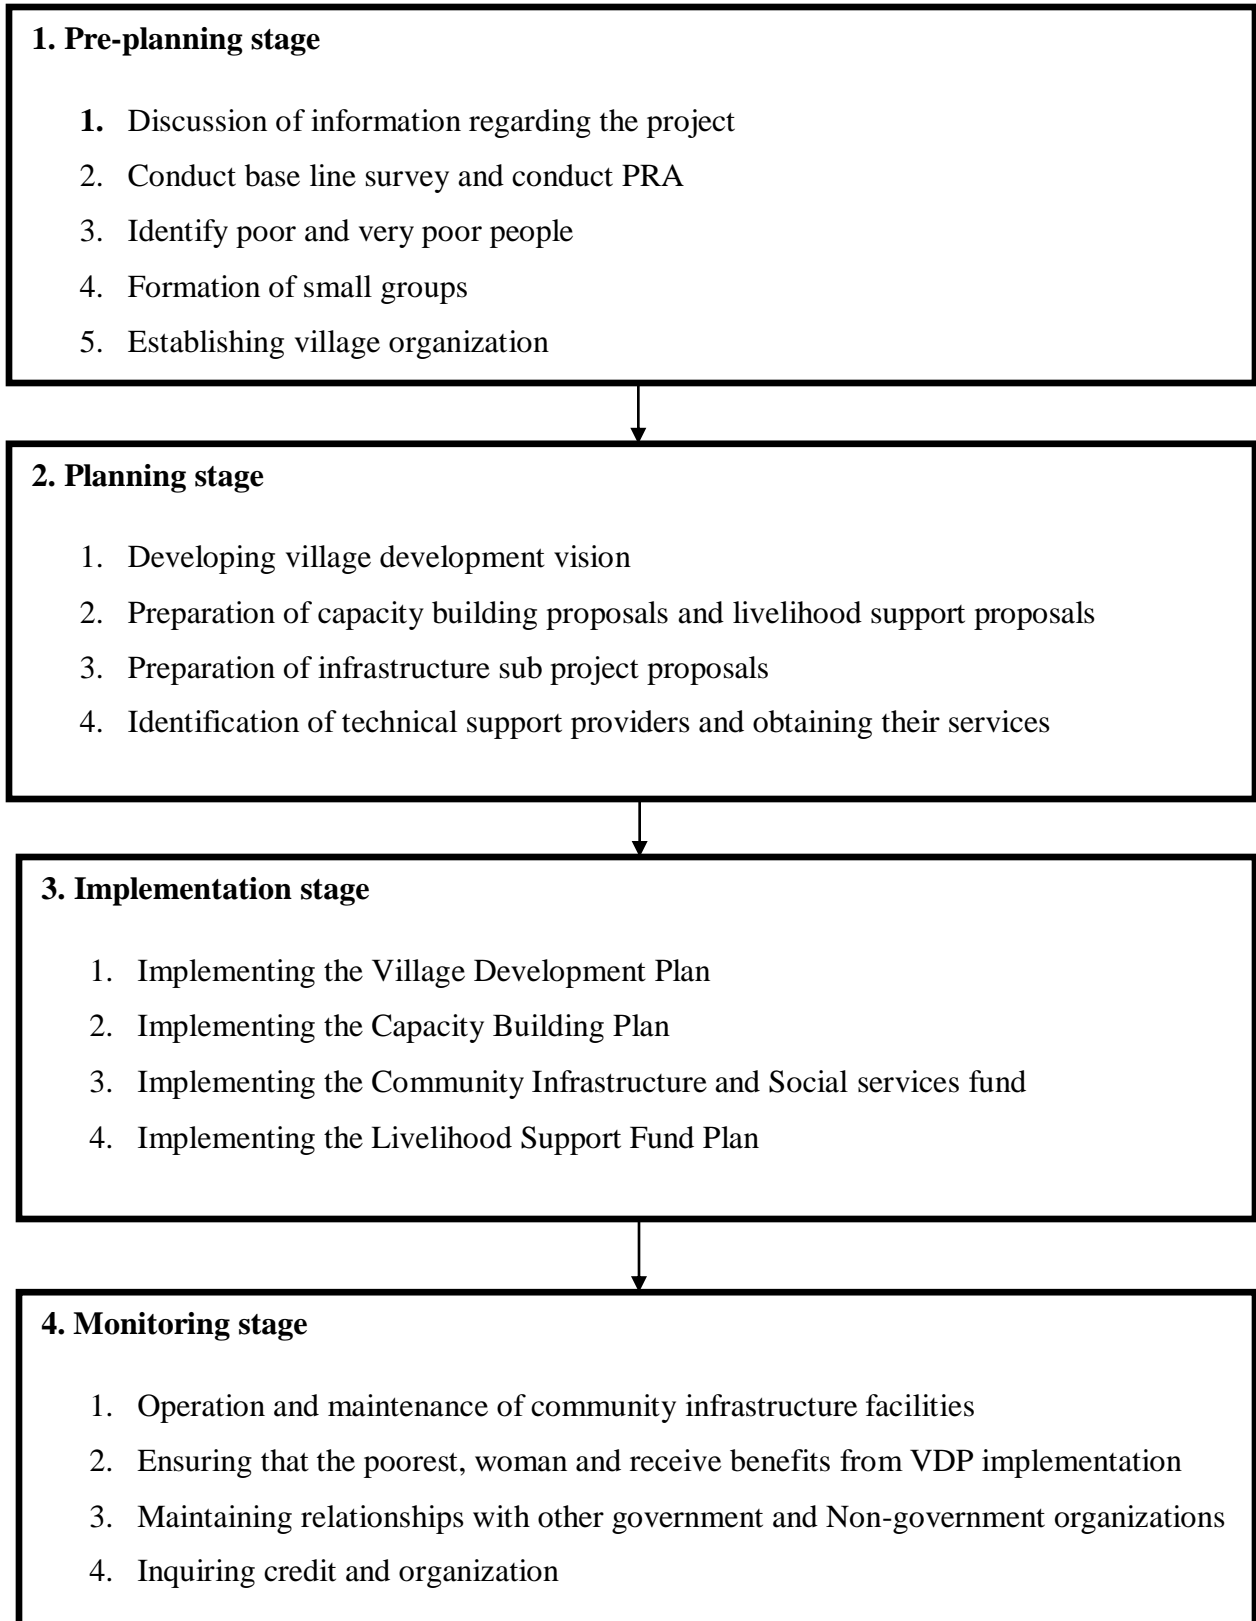 1. Pre-planning stage
1. Discussion of information regarding the project
2. Conduct base line survey and conduct PRA
3. Identify poor and very poor people
4. Formation of small groups
5. Establishing village organization
2. Planning stage
1. Developing village development vision
2. Preparation of capacity building proposals and livelihood support proposals
3. Preparation of infrastructure sub project proposals
4. Identification of technical support providers and obtaining their services
3. Implementation stage
1. Implementing the Village Development Plan
2. Implementing the Capacity Building Plan
3. Implementing the Community Infrastructure and Social services fund
4. Implementing the Livelihood Support Fund Plan
4. Monitoring stage
1. Operation and maintenance of community infrastructure facilities
2. Ensuring that the poorest, woman and receive benefits from VDP implementation
3. Maintaining relationships with other government and Non-government organizations
4. Inquiring credit and organization